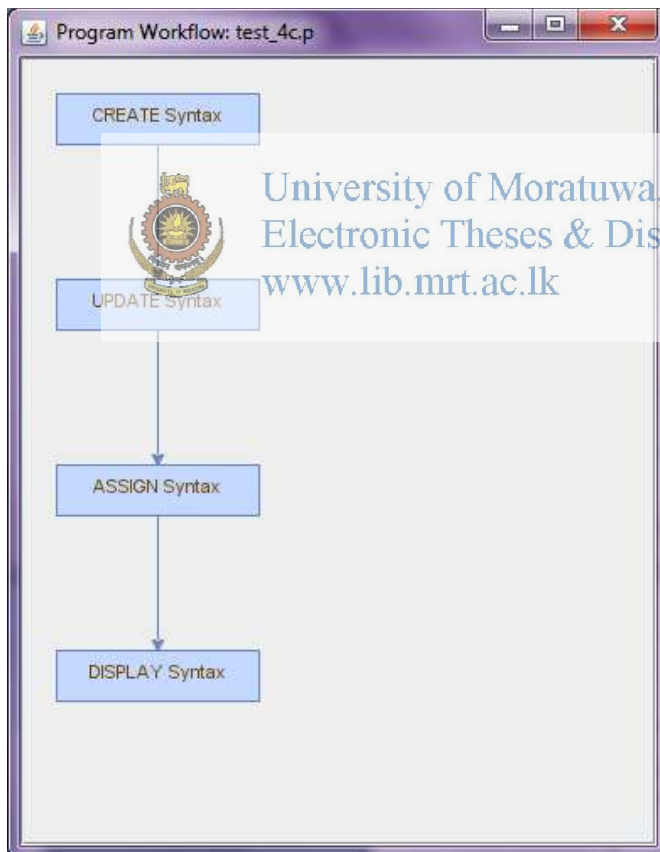 Program Workflow: test_4c.p
CREATE Syntax
University of Moratuwa,
Electronic Theses & Dis
www.lib.mrt.ac.lk
UPDATE Syntax
ASSIGN Syntax
DISPLAY Syntax